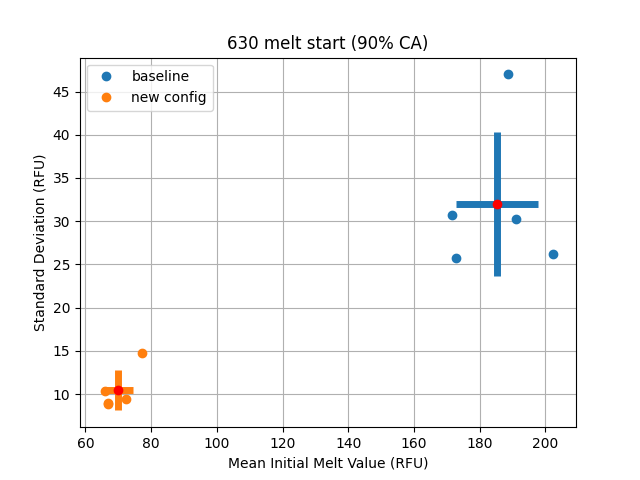 630 melt start (90% CA)
baseline
new config
45
40
35
30
25
20
15
10
Standard Deviation (RFU)
60 80 100 120 140 160 180 200
Mean Initial Melt Value (RFU)